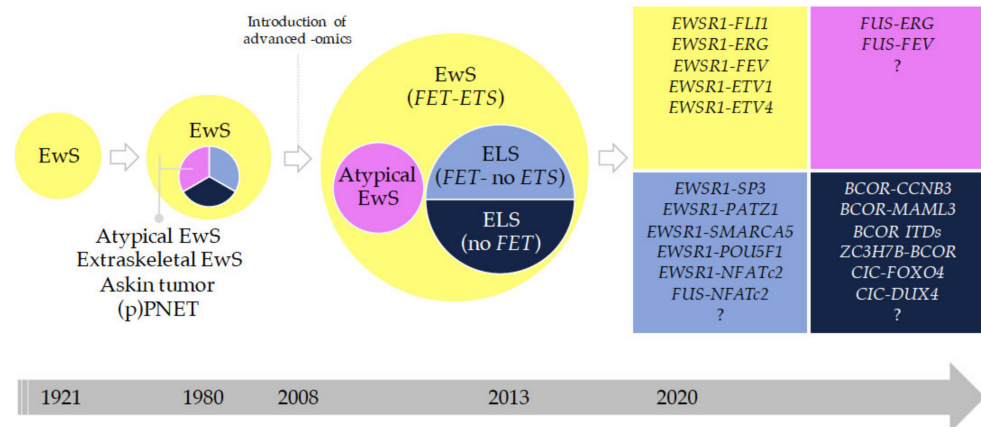 Introduction of
advanced -omics
EwS
EwS
Atypical EwS
Extraskeletal EwS
Askin tumor
(p)PNET
EwS
(FET-ETS)
Atypical
EwS
ELS
(FET- no ETS)
ELS
(no FET)
EWSR1-FLI1
EWSR1-ERG
EWSR1-FEV
EWSR1-ETV1
EWSR1-ETV4
FUS-ERG
FUS-FEV
?
EWSR1-SP3
EWSR1-PATZ1
EWSR1-SMARCA5
EWSR1-POU5F1
EWSR1-NFATc2
FUS-NFATc2
?
BCOR-CCNB3
BCOR-MAML3
BCOR ITDs
ZC3H7B-BCOR
CIC-FOXO4
CIC-DUX4
?
1921 1980 2008 2013 2020